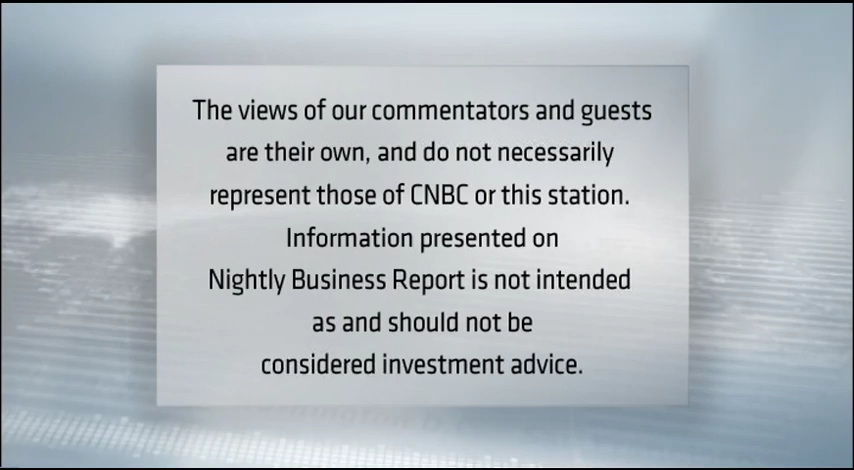 The views of our commentators and guests
are their own, and do not necessarily
represent those of CNBC or this station.
Information presented on
Nightly Business Report is not intended
as and should not be
considered investment advice.